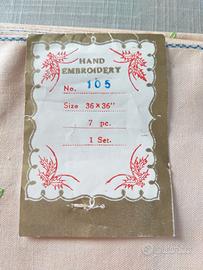 HAND
EMBROIDERY
No. 105
Size 36×36"
7 pc.
1 Set.